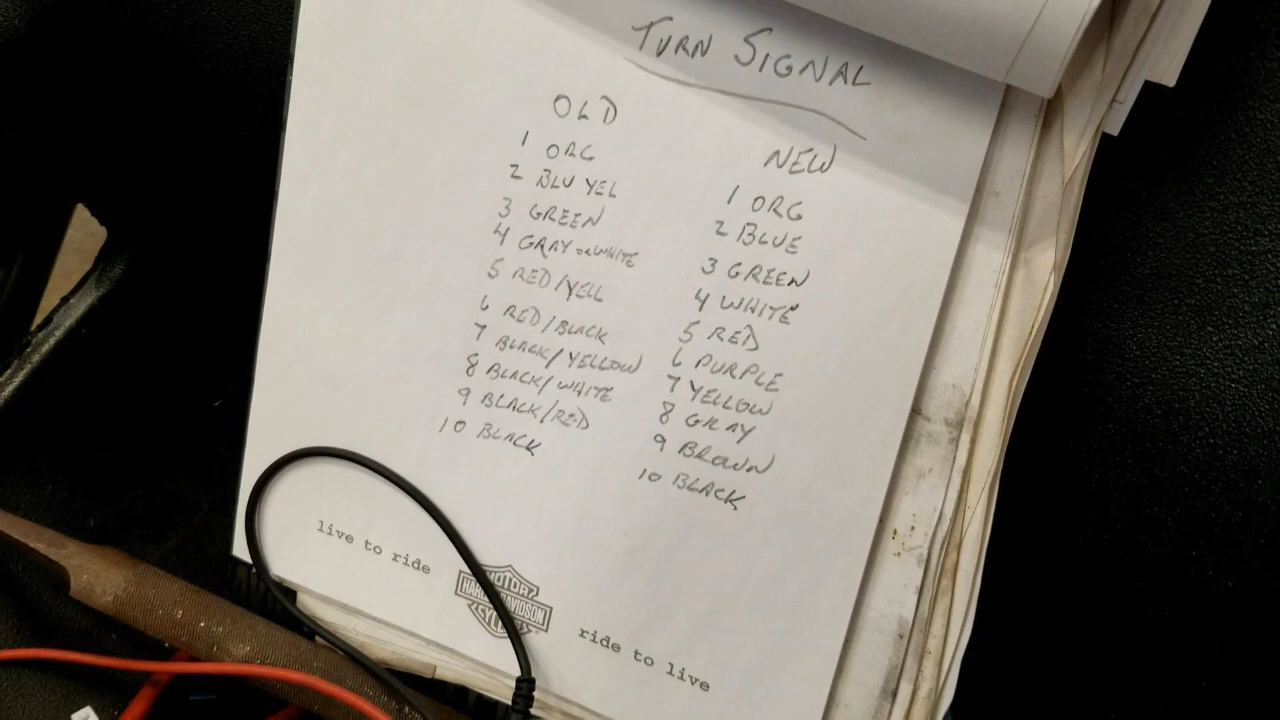 TURN SIGNAL
OLD
1 ORG
2 BLU YEL
3 GREEN
4 GRAY or WHITE
5 RED/YELL
6 RED/BLACK
7 BLACK/YELLOW
8 BLACK/WHITE
9 BLACK/RED
10 BLACK
NEW
1 ORG
2 BLUE
3 GREEN
4 WHITE
5 RED
6 PURPLE
7 YELLOW
8 GRAY
9 BROWN
10 BLACK
live to ride
MOTOR
HARLEY-DAVIDSON
CYCLES
ride to live